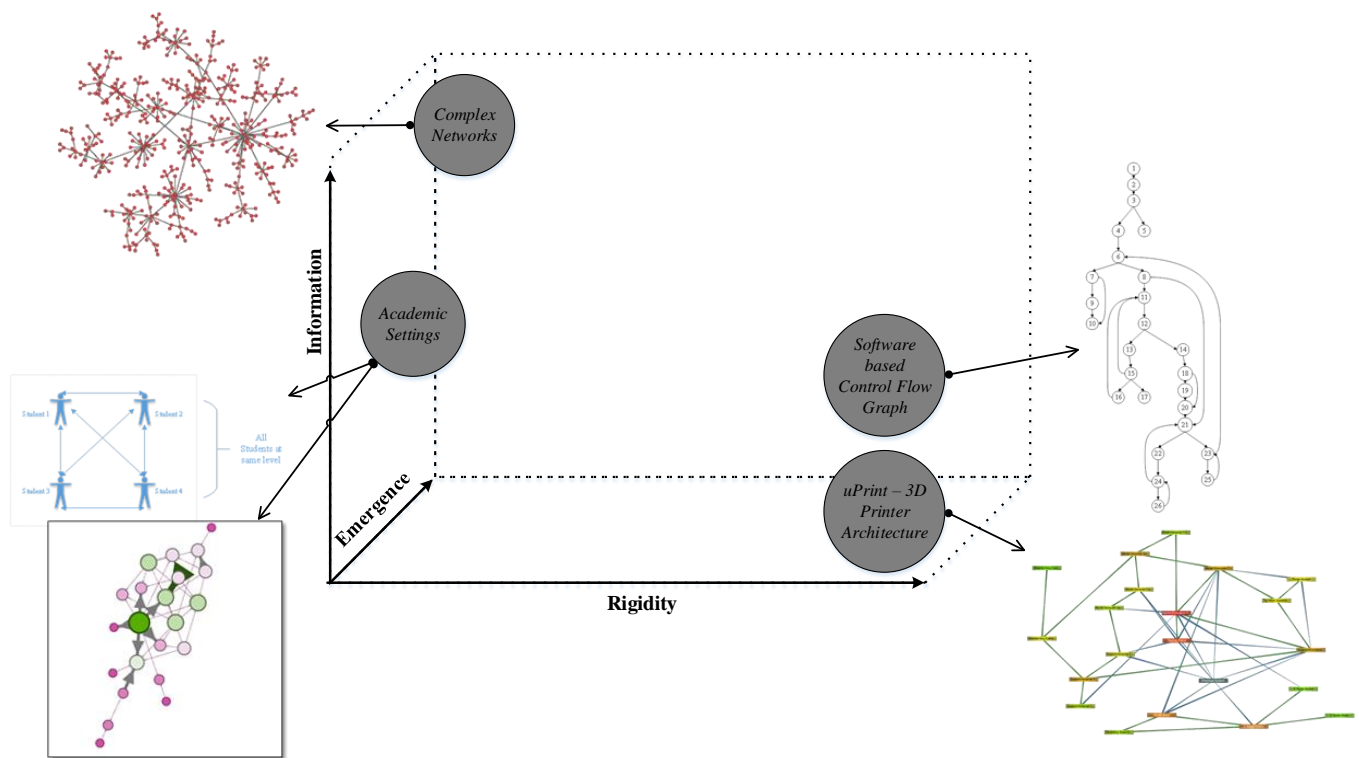 Complex
Networks
Information
Academic
Settings
Software
based
Control Flow
Graph
uPrint – 3D
Printer
Architecture
Emergence
Rigidity
Student 1
Student 2
Student 3
Student 4
All
Students at
same level
1
2
3
4
5
6
7
8
9
10
11
12
13
14
15
16
17
18
19
20
21
22
23
24
25
26